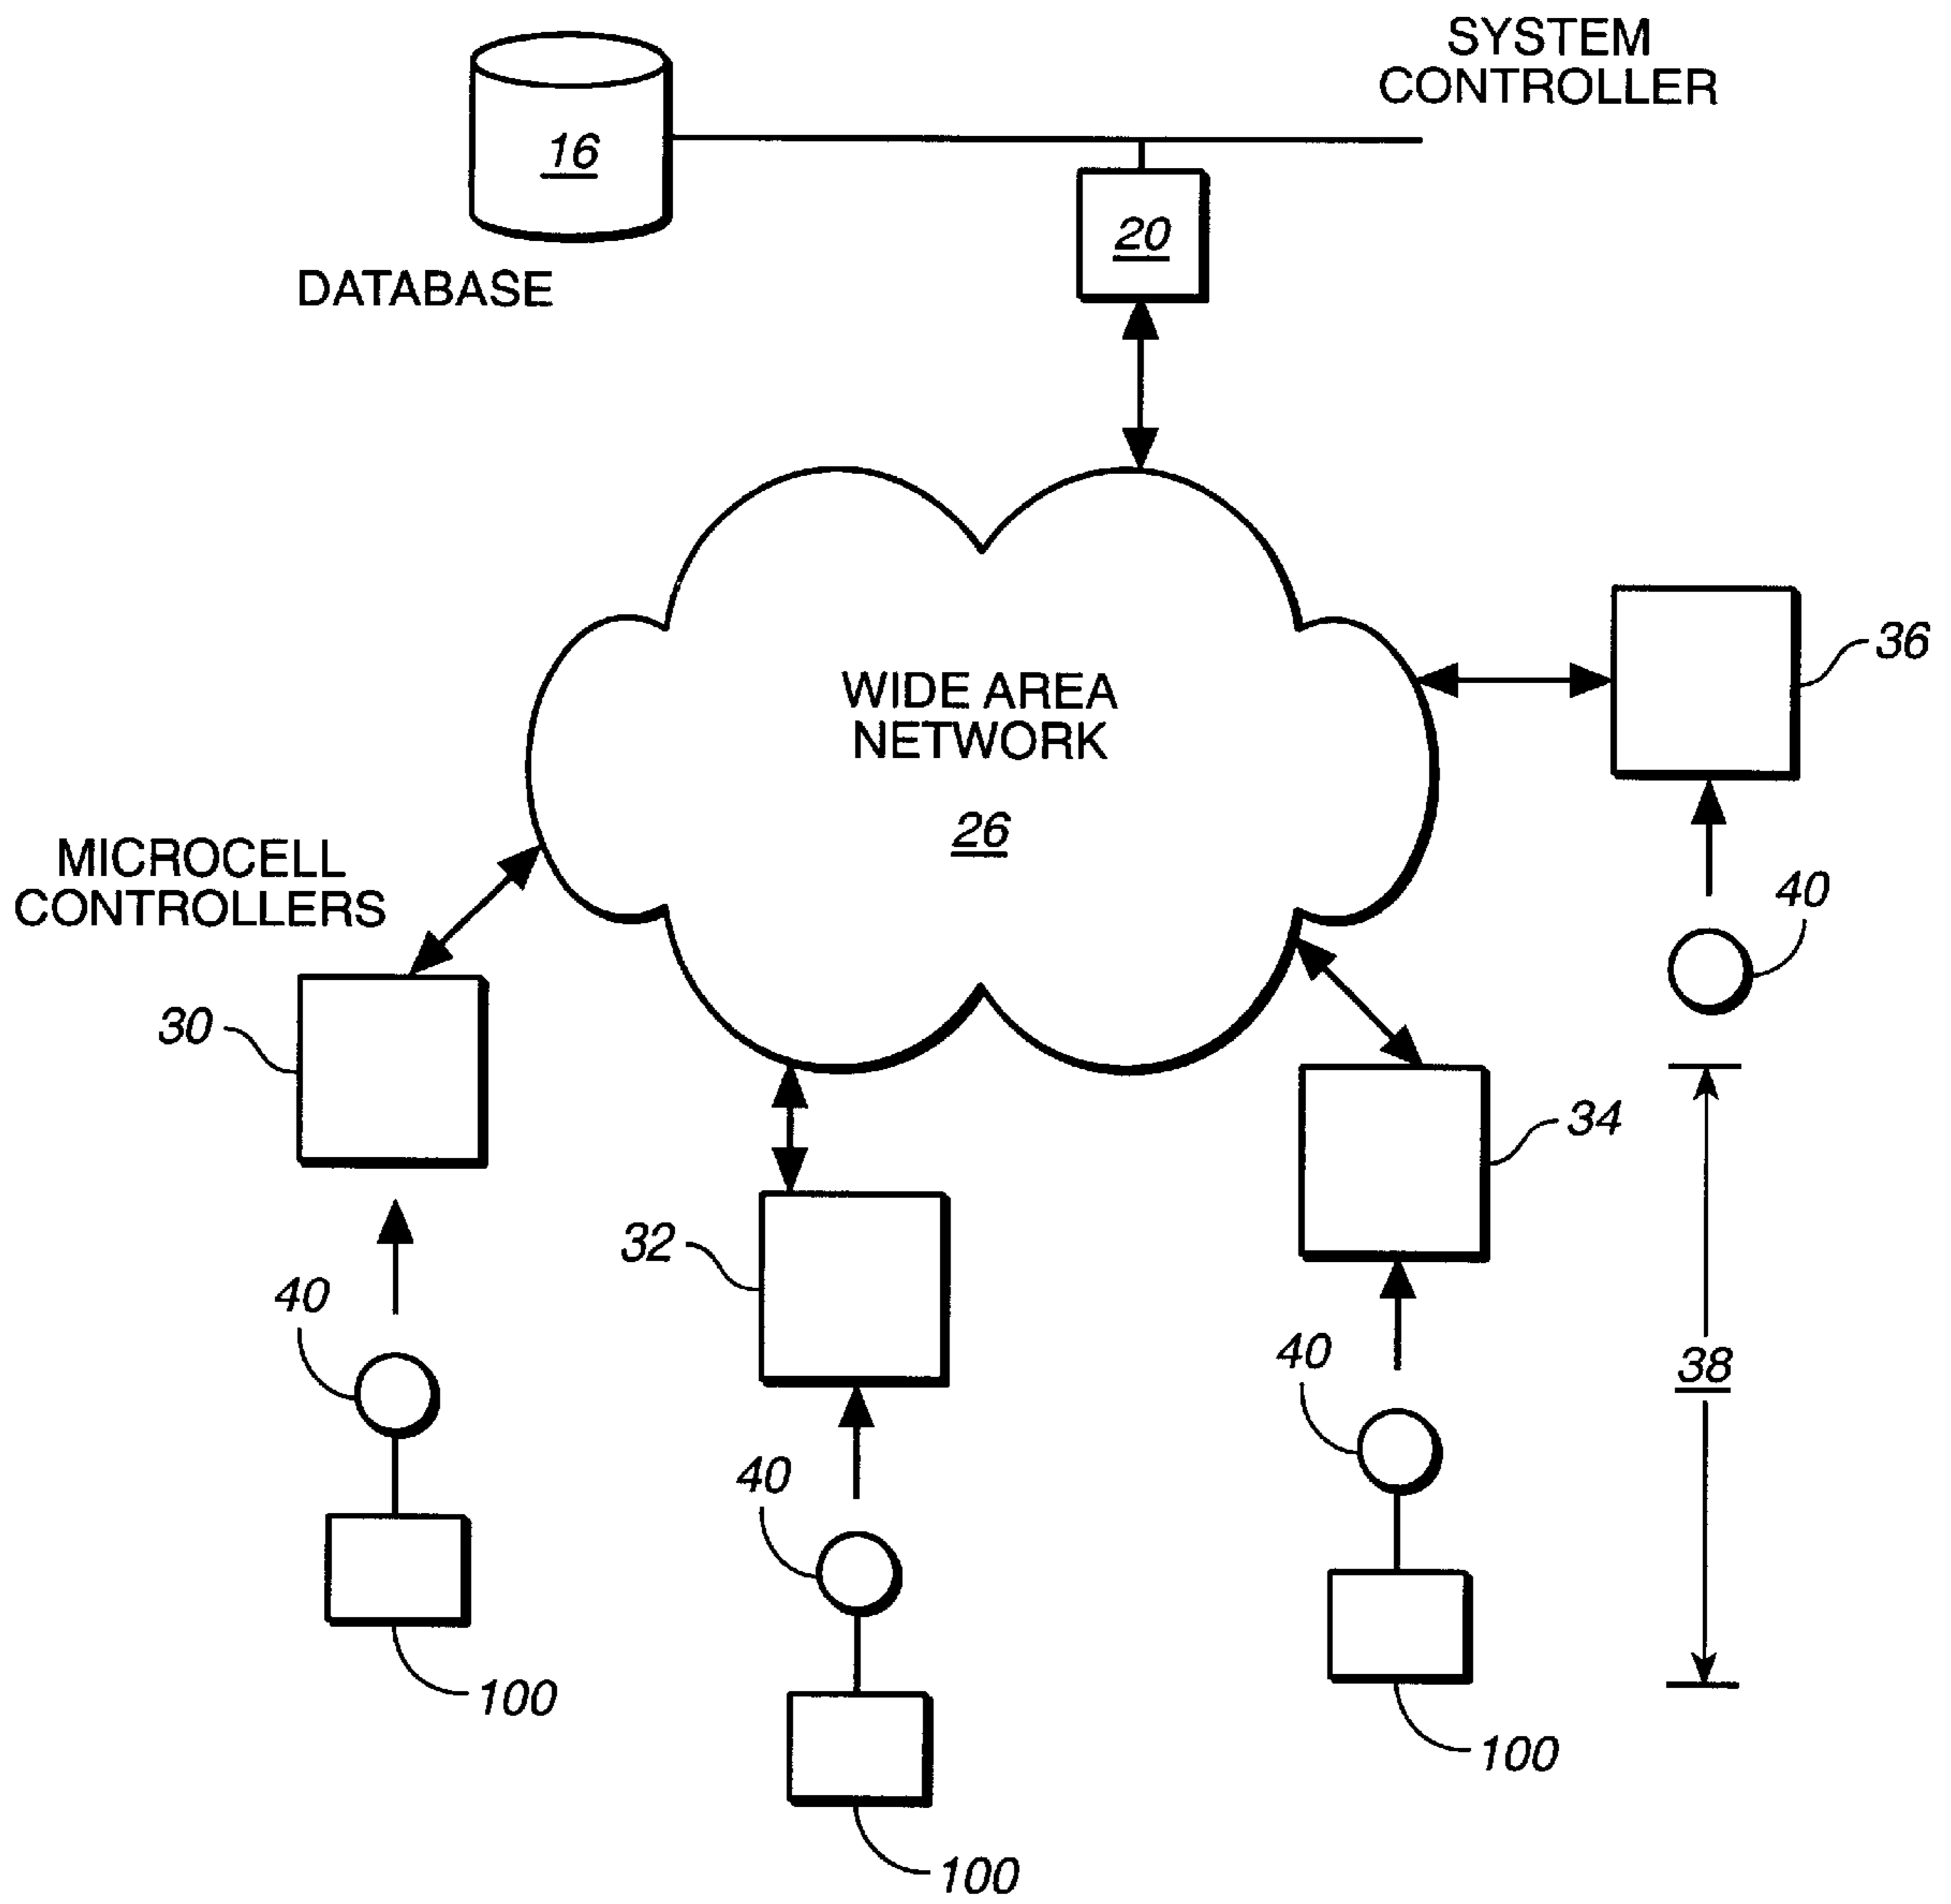 SYSTEM
CONTROLLER
16
20
DATABASE
36
WIDE AREA
NETWORK
26
MICROCELL
CONTROLLERS
40
30
34
32
40
40
38
40
100
100
100